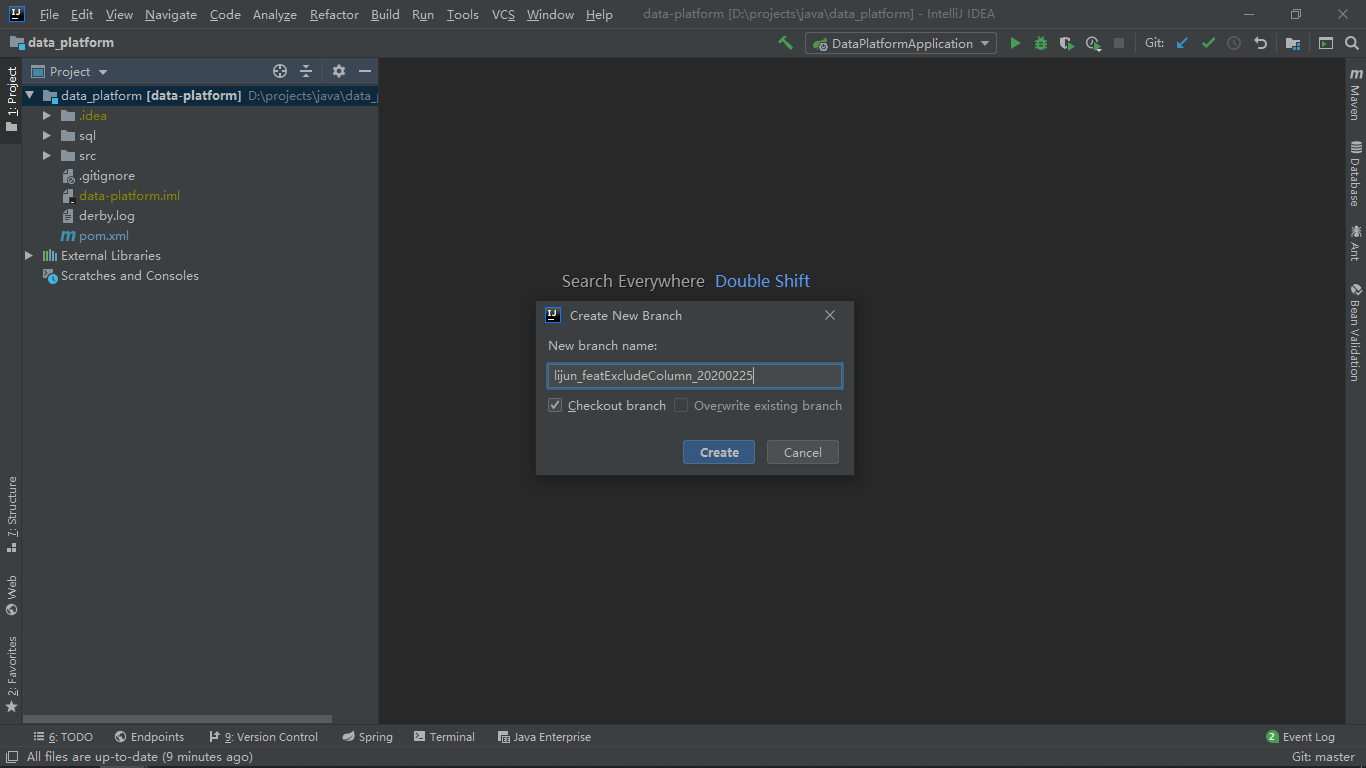 File Edit View Navigate Code Analyze Refactor Build Run Tools VCS Window Help data-platform [D:\projects\java\data_platform] - IntelliJ IDEA
data_platform
DataPlatformApplication
Git:
1: Project
Project
data_platform [data-platform] D:\projects\java\data_
.idea
sql
src
.gitignore
data-platform.iml
derby.log
pom.xml
External Libraries
Scratches and Consoles
Search Everywhere Double Shift
Create New Branch
New branch name:
lijun_featExcludeColumn_20200225
Checkout branch Overwrite existing branch
Create Cancel
Maven
Database
Ant
Bean Validation
7: Structure
Web
2: Favorites
6: TODO Endpoints 9: Version Control Spring Terminal Java Enterprise 2 Event Log
All files are up-to-date (9 minutes ago) Git: master